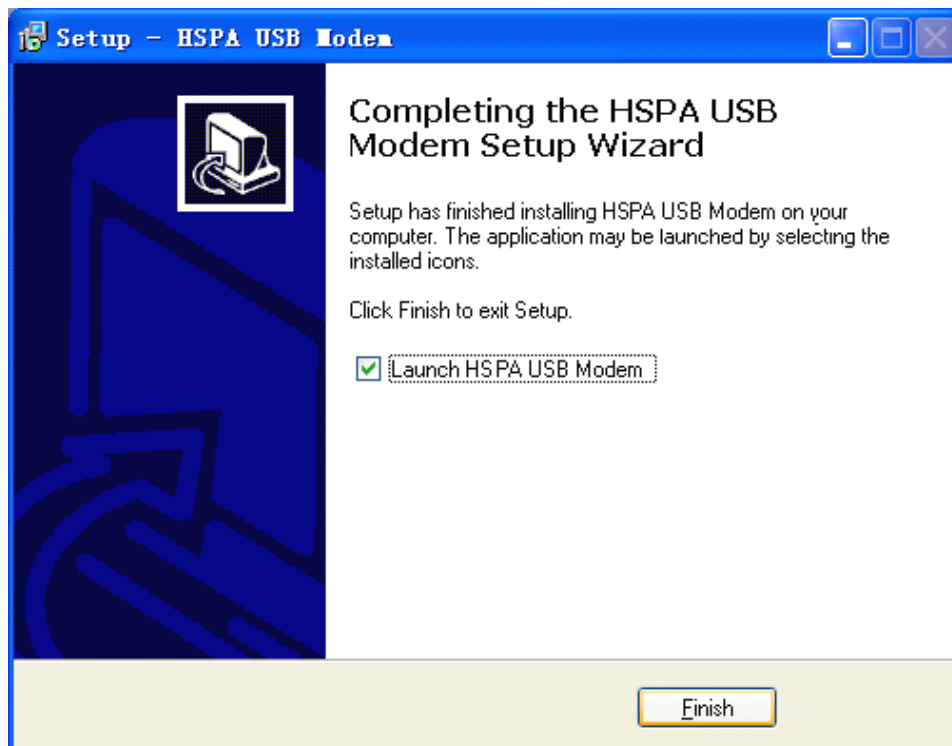 Setup - HSPA USB Modem
Completing the HSPA USB
Modem Setup Wizard
Setup has finished installing HSPA USB Modem on your
computer. The application may be launched by selecting the
installed icons.
Click Finish to exit Setup.
Launch HSPA USB Modem
Finish